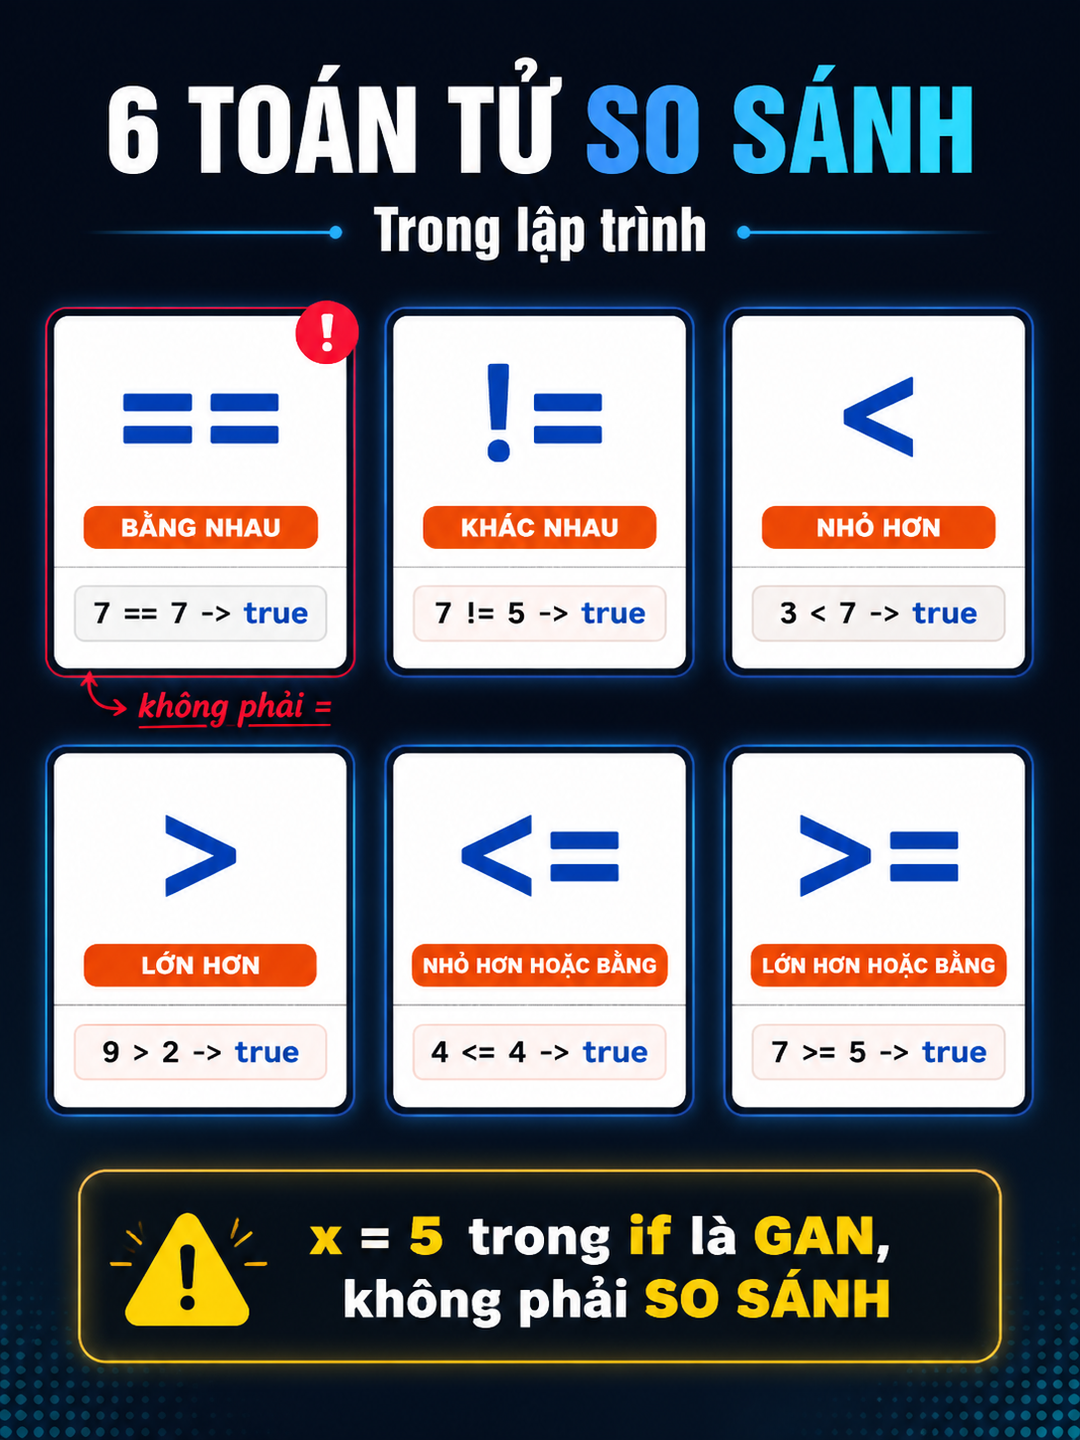 6 TOÁN TỬ SO SÁNH
Trong lập trình
!
==
BẰNG NHAU
7 == 7 -> true
!=
KHÁC NHAU
7 != 5 -> true
<
NHỎ HƠN
3 < 7 -> true
không phải =
>
LỚN HƠN
9 > 2 -> true
<=
NHỎ HƠN HOẶC BẰNG
4 <= 4 -> true
>=
LỚN HƠN HOẶC BẰNG
7 >= 5 -> true
!
x = 5 trong if là GAN,
không phải SO SÁNH